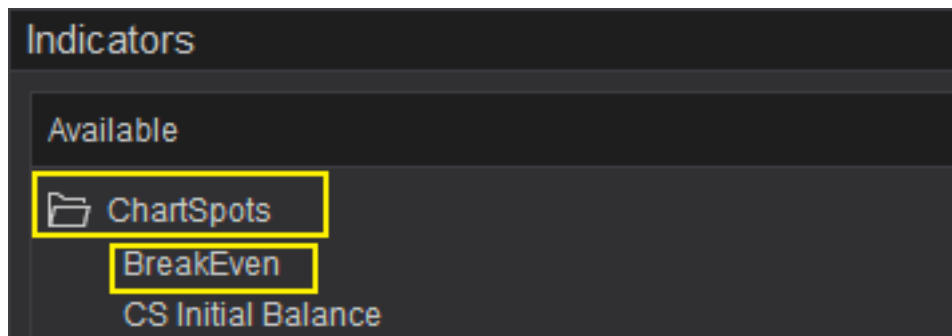 Indicators
Available
ChartSpots
BreakEven
CS Initial Balance